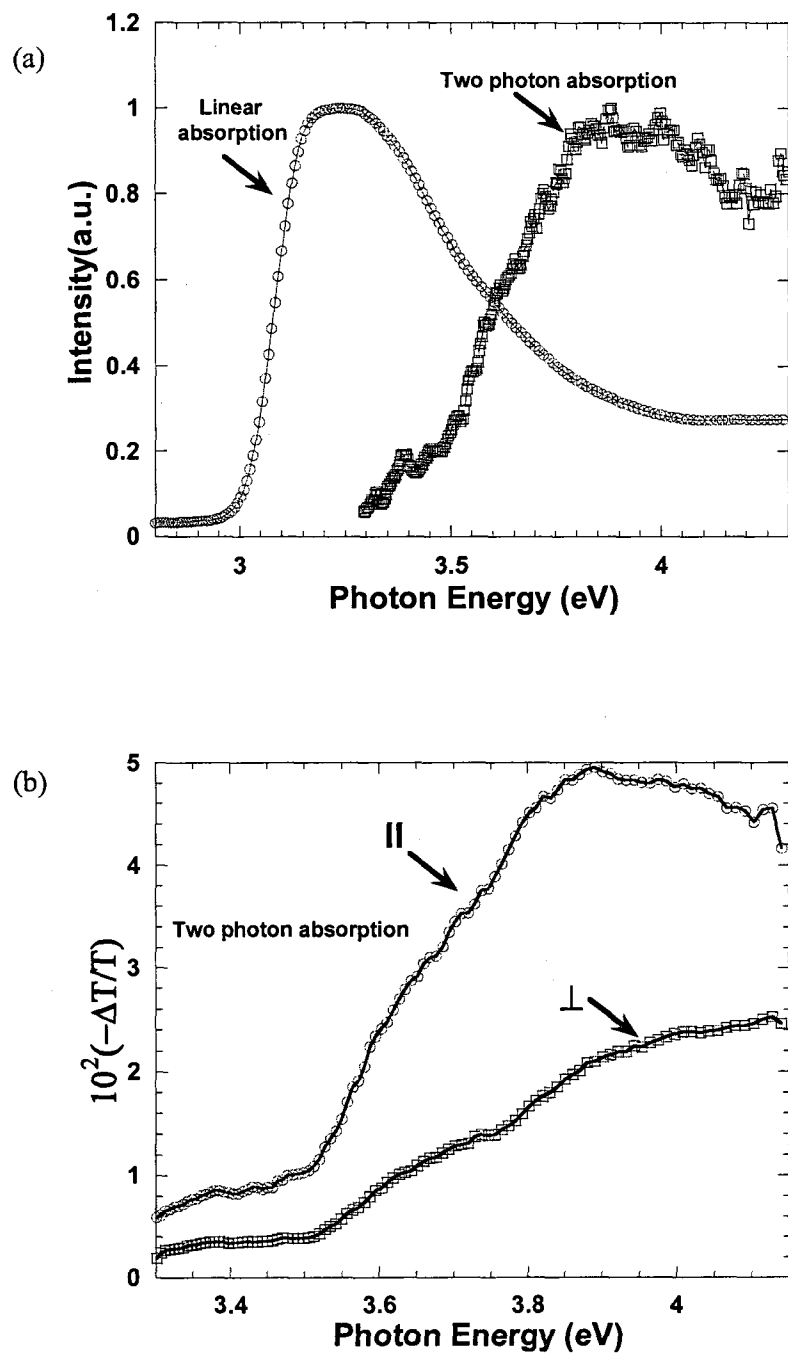 (a)
1.2
1
0.8
0.6
0.4
0.2
0
Intensity(a.u.)
Linear
absorption
Two photon absorption
3
3.5
4
Photon Energy (eV)
(b)
5
4
3
2
1
0
10²(−ΔT/T)
||
Two photon absorption
⊥
3.4
3.6
3.8
4
Photon Energy (eV)